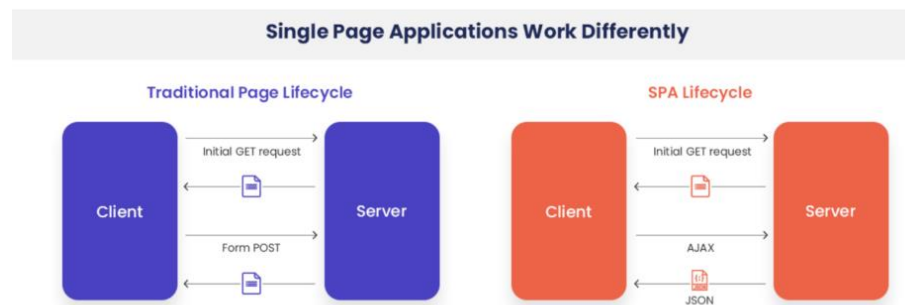 Single Page Applications Work Differently
Traditional Page Lifecycle
Client
Initial GET request
Form POST
Server
SPA Lifecycle
Client
Initial GET request
AJAX
JSON
Server